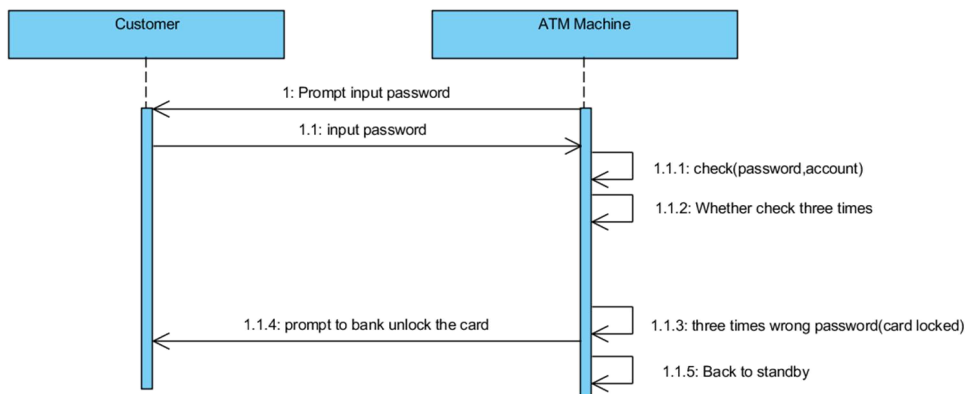 Customer
ATM Machine
1: Prompt input password
1.1: input password
1.1.1: check(password,account)
1.1.2: Whether check three times
1.1.3: three times wrong password(card locked)
1.1.4: prompt to bank unlock the card
1.1.5: Back to standby